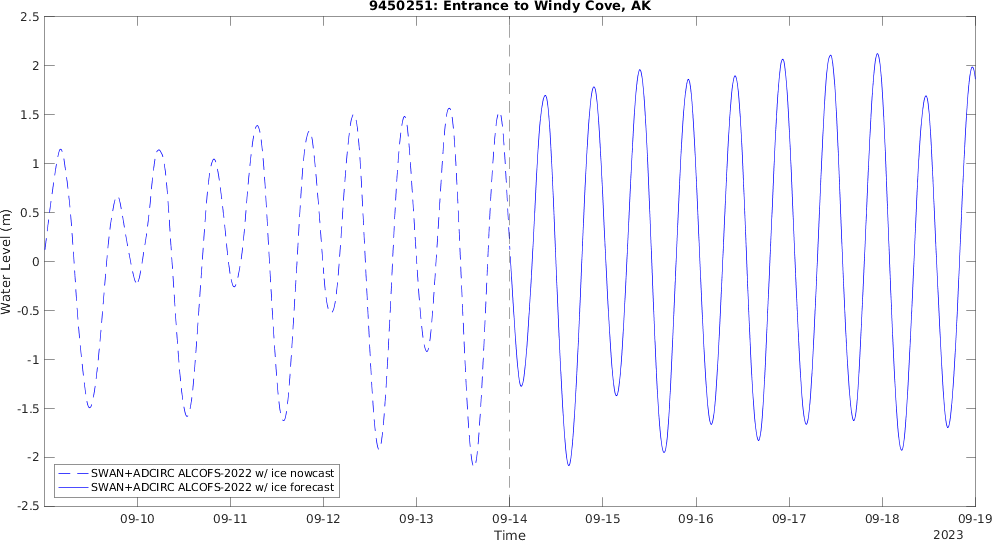 9450251: Entrance to Windy Cove, AK
2.5
2
1.5
1
0.5
0
-0.5
-1
-1.5
-2
-2.5
Water Level (m)
SWAN+ADCIRC ALCOFS-2022 w/ ice nowcast
SWAN+ADCIRC ALCOFS-2022 w/ ice forecast
09-10 09-11 09-12 09-13 09-14 09-15 09-16 09-17 09-18 09-19
Time
2023